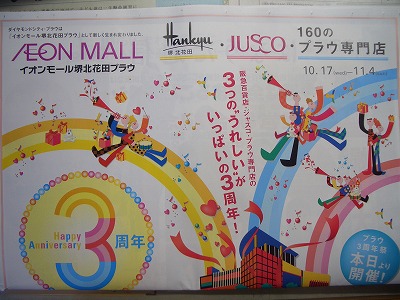 ダイヤモンドシティ・プラウは
「イオンモール堺北花田プラウ」として新しく生まれ変わりました。
ÆON MALL
イオンモール堺北花田プラウ
Hankyu
堺 北花田
・JUSCO・
160の
プラウ専門店
10.17(wed)―11.4
阪急百貨店・ジャスコ・プラウ専門店の
3つの“うれしい”が
いっぱいの3周年!
Happy
Anniversary
3周年
プラウ
3周年祭
本日より
開催!